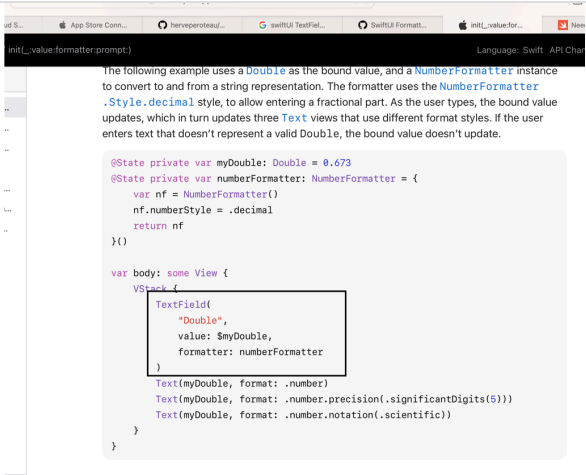 ud S...
App Store Conn...
herveperoteau/...
swiftUI TextFiel...
SwiftUI Formatt...
init(_:value:for...
Nee
init(_:value:formatter:prompt:)
Language: Swift API Chan
The following example uses a Double as the bound value, and a NumberFormatter instance
to convert to and from a string representation. The formatter uses the NumberFormatter
.Style.decimal style, to allow entering a fractional part. As the user types, the bound value
updates, which in turn updates three Text views that use different format styles. If the user
enters text that doesn't represent a valid Double, the bound value doesn't update.
@State private var myDouble: Double = 0.673
@State private var numberFormatter: NumberFormatter = {
    var nf = NumberFormatter()
    nf.numberStyle = .decimal
    return nf
}()
var body: some View {
    VStack {
        TextField(
            "Double",
            value: $myDouble,
            formatter: numberFormatter
        )
        Text(myDouble, format: .number)
        Text(myDouble, format: .number.precision(.significantDigits(5)))
        Text(myDouble, format: .number.notation(.scientific))
    }
}